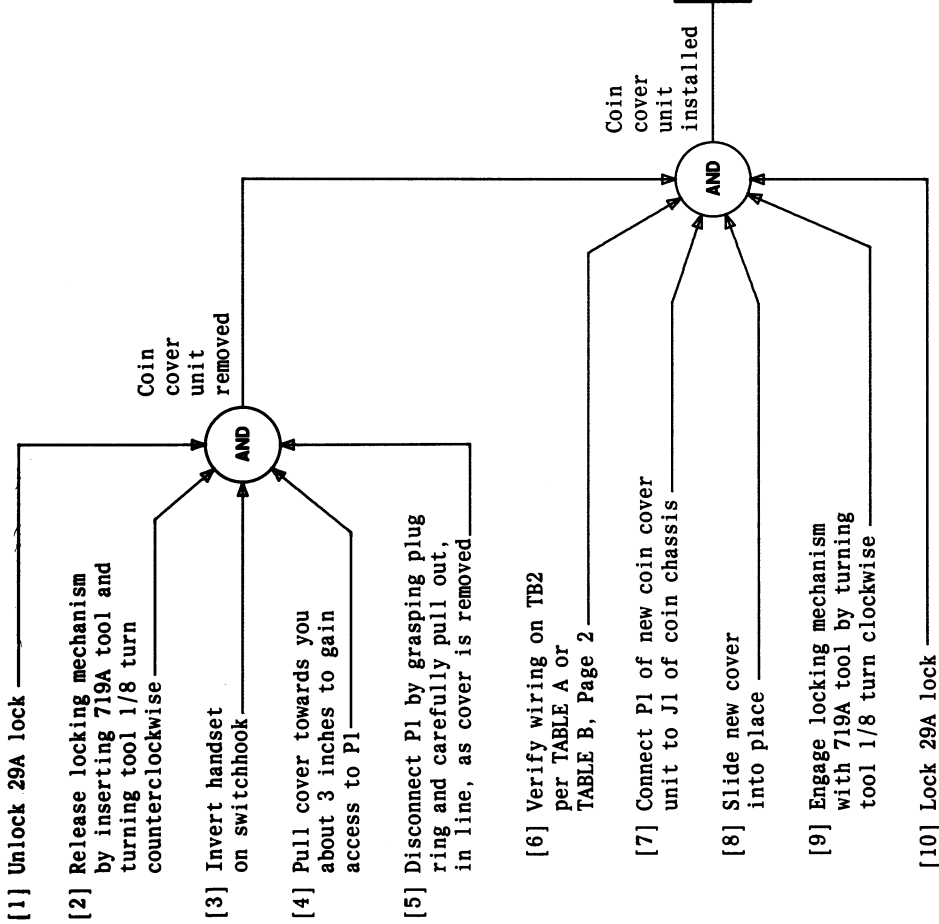 [1] Unlock 29A lock
[2] Release locking mechanism
by inserting 719A tool and
turning tool 1/8 turn
counterclockwise
[3] Invert handset
on switchhook
[4] Pull cover towards you
about 3 inches to gain
access to P1
[5] Disconnect P1 by grasping plug
ring and carefully pull out,
in line, as cover is removed
AND
Coin
cover
unit
removed
[6] Verify wiring on TB2
per TABLE A or
TABLE B, Page 2
[7] Connect P1 of new coin cover
unit to J1 of coin chassis
[8] Slide new cover
into place
[9] Engage locking mechanism
with 719A tool by turning
tool 1/8 turn clockwise
[10] Lock 29A lock
AND
Coin
cover
unit
installed